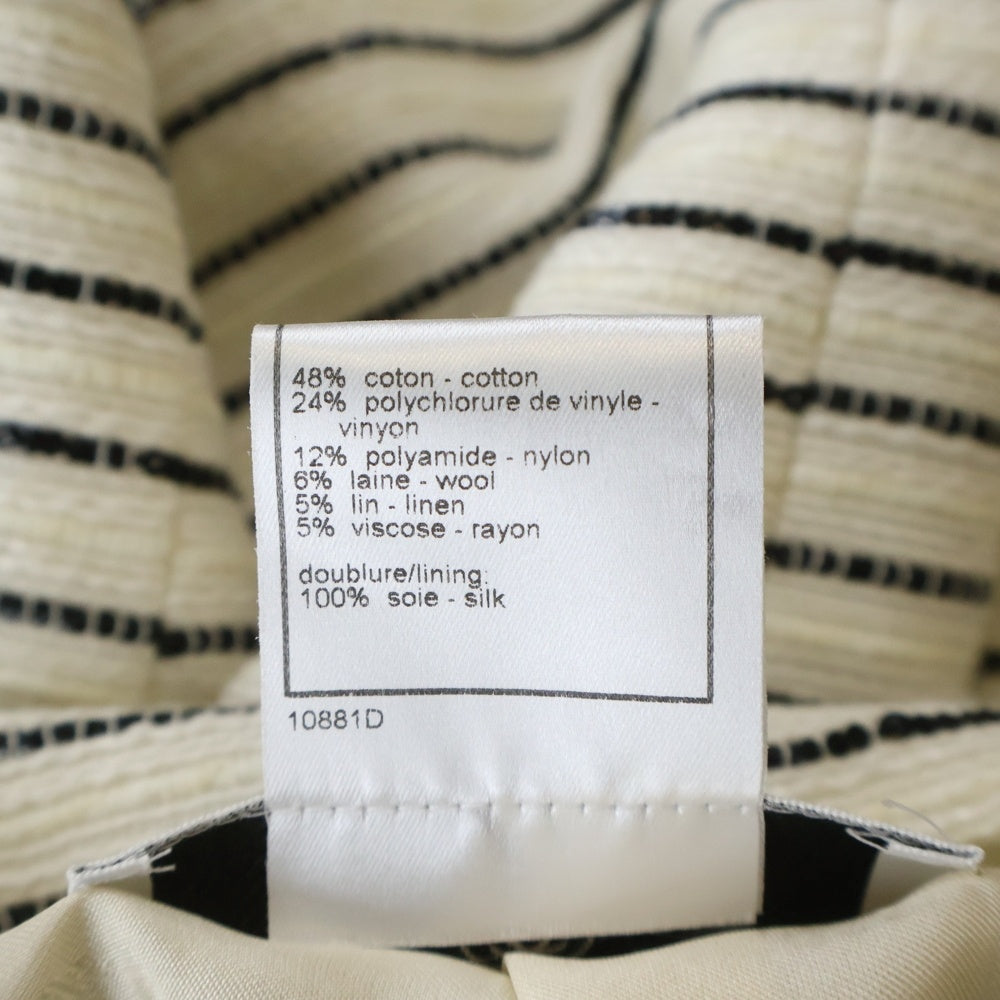 48% coton - cotton
24% polychlorure de vinyle -
vinyon
12% polyamide - nylon
6% laine - wool
5% lin - linen
5% viscose - rayon
doublure/lining:
100% soie - silk
10881D